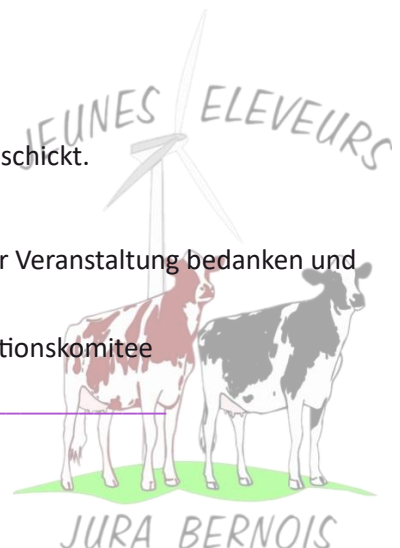 JEUNES ELEVEURS
schickt.
r Veranstaltung bedanken und
tionskomitee
JURA BERNOIS